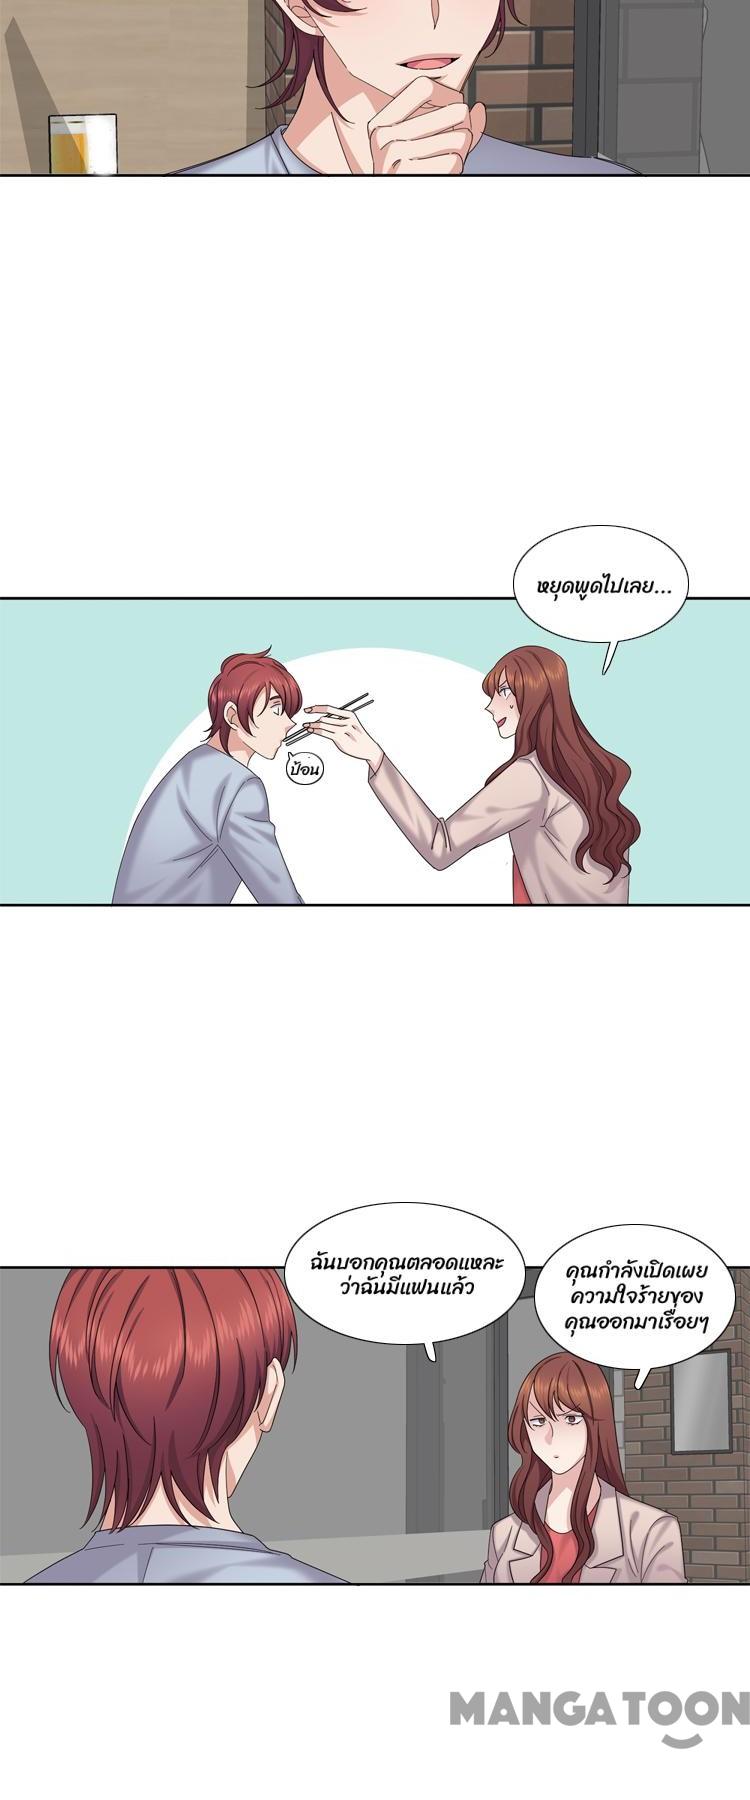 หยุดพูดไปเลย...
ป้อน
ฉันบอกคุณตลอดแหละ
ว่าฉันมีแฟนแล้ว
คุณกำลังเปิดเผย
ความใจร้ายของ
คุณออกมาเรื่อยๆ
MANGATOON